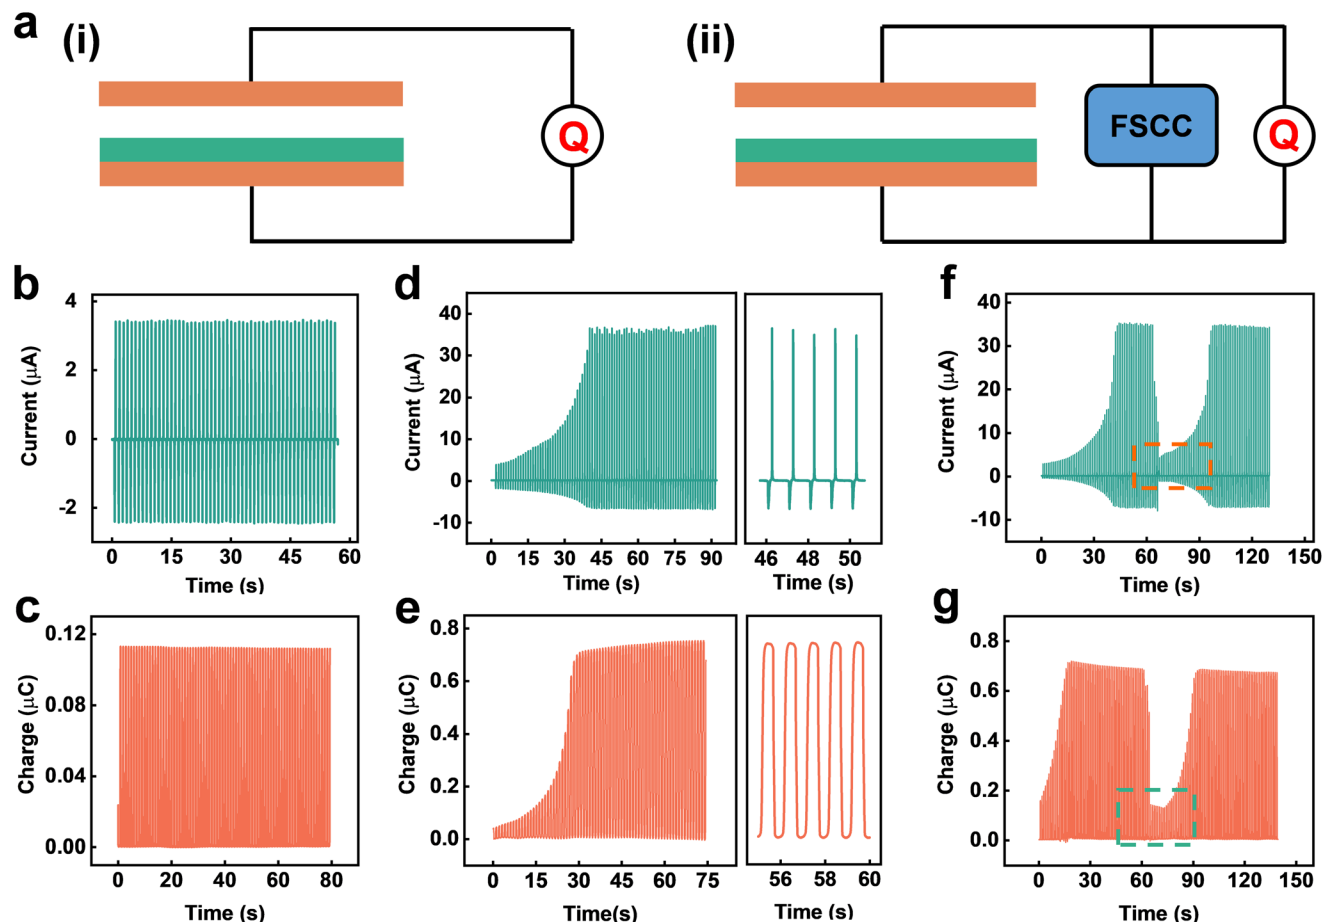 a
(i)
Q
(ii)
FSCC
Q
b
Current (μA)
4
2
0
-2
0 15 30 45 60
Time (s)
d
Current (μA)
40
30
20
10
0
-10
0 15 30 45 60 75 90
Time (s)
46 48 50
Time (s)
f
Current (μA)
40
30
20
10
0
-10
0 30 60 90 120 150
Time (s)
c
Charge (μC)
0.12
0.08
0.04
0.00
0 20 40 60 80
Time (s)
e
Charge (μC)
0.8
0.6
0.4
0.2
0.0
0 15 30 45 60 75
Time(s)
56 58 60
Time (s)
g
Charge (μC)
0.8
0.6
0.4
0.2
0.0
0 30 60 90 120 150
Time (s)